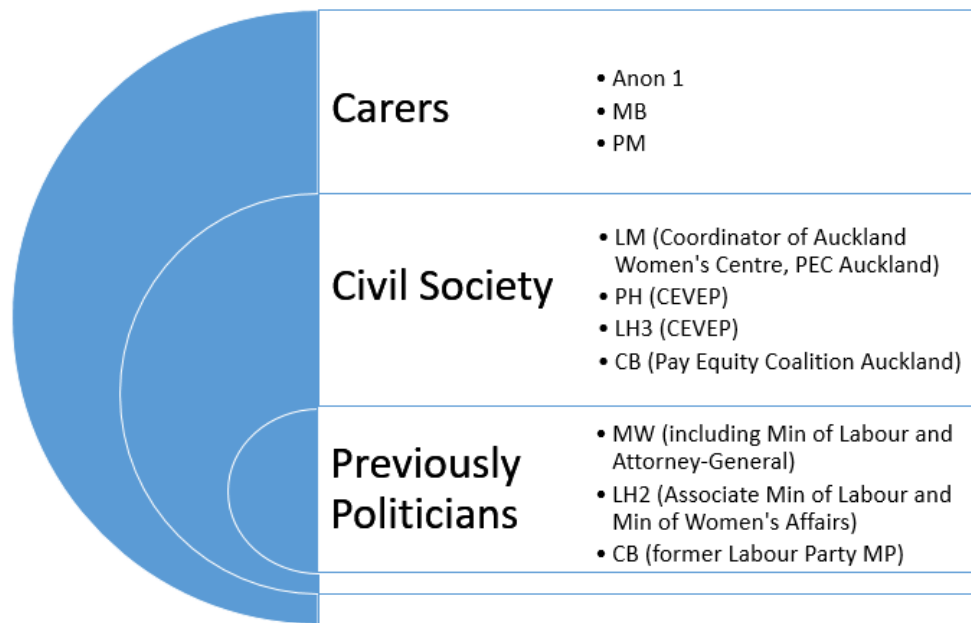 Carers
• Anon 1
• MB
• PM
Civil Society
• LM (Coordinator of Auckland
Women's Centre, PEC Auckland)
• PH (CEVEP)
• LH3 (CEVEP)
• CB (Pay Equity Coalition Auckland)
Previously
Politicians
• MW (including Min of Labour and
Attorney-General)
• LH2 (Associate Min of Labour and
Min of Women's Affairs)
• CB (former Labour Party MP)